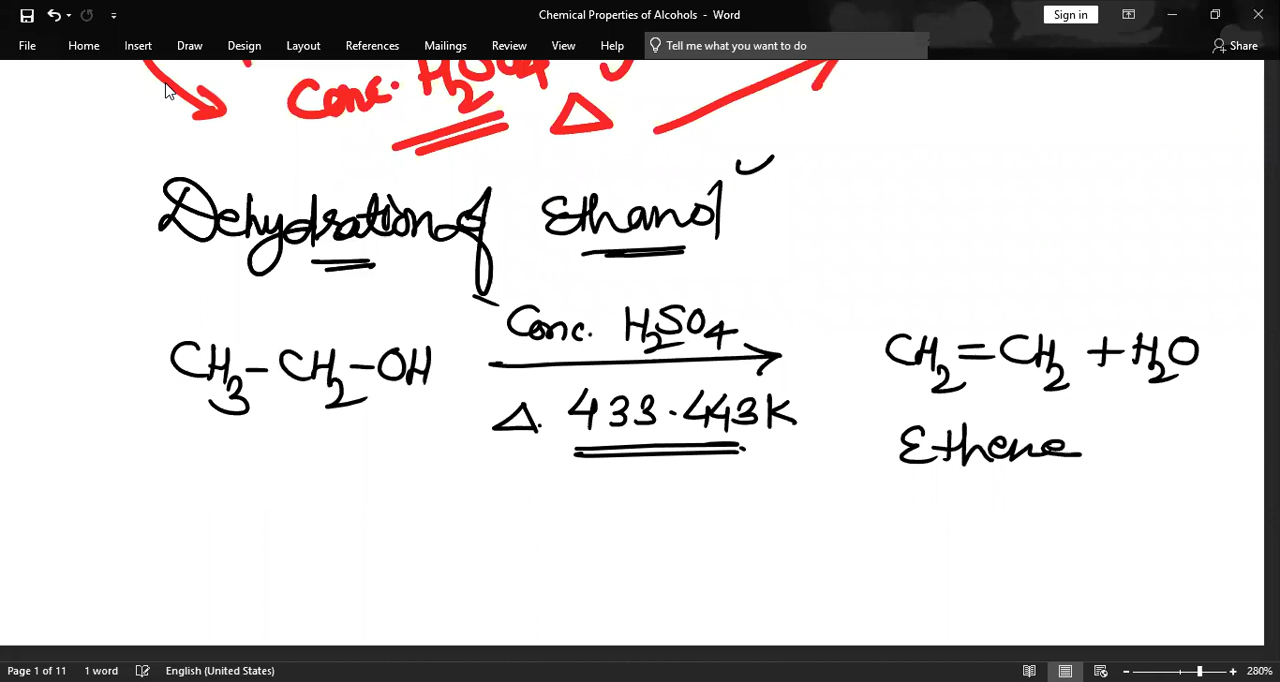 Chemical Properties of Alcohols - Word
Sign in
File Home Insert Draw Design Layout References Mailings Review View Help Tell me what you want to do Share
Conc. H2SO4
Δ
Dehydration of Ethanol
CH3-CH2-OH Conc. H2SO4 CH2=CH2+H2O
Δ. 433-443K
Ethene
Page 1 of 11 1 word English (United States) 280%